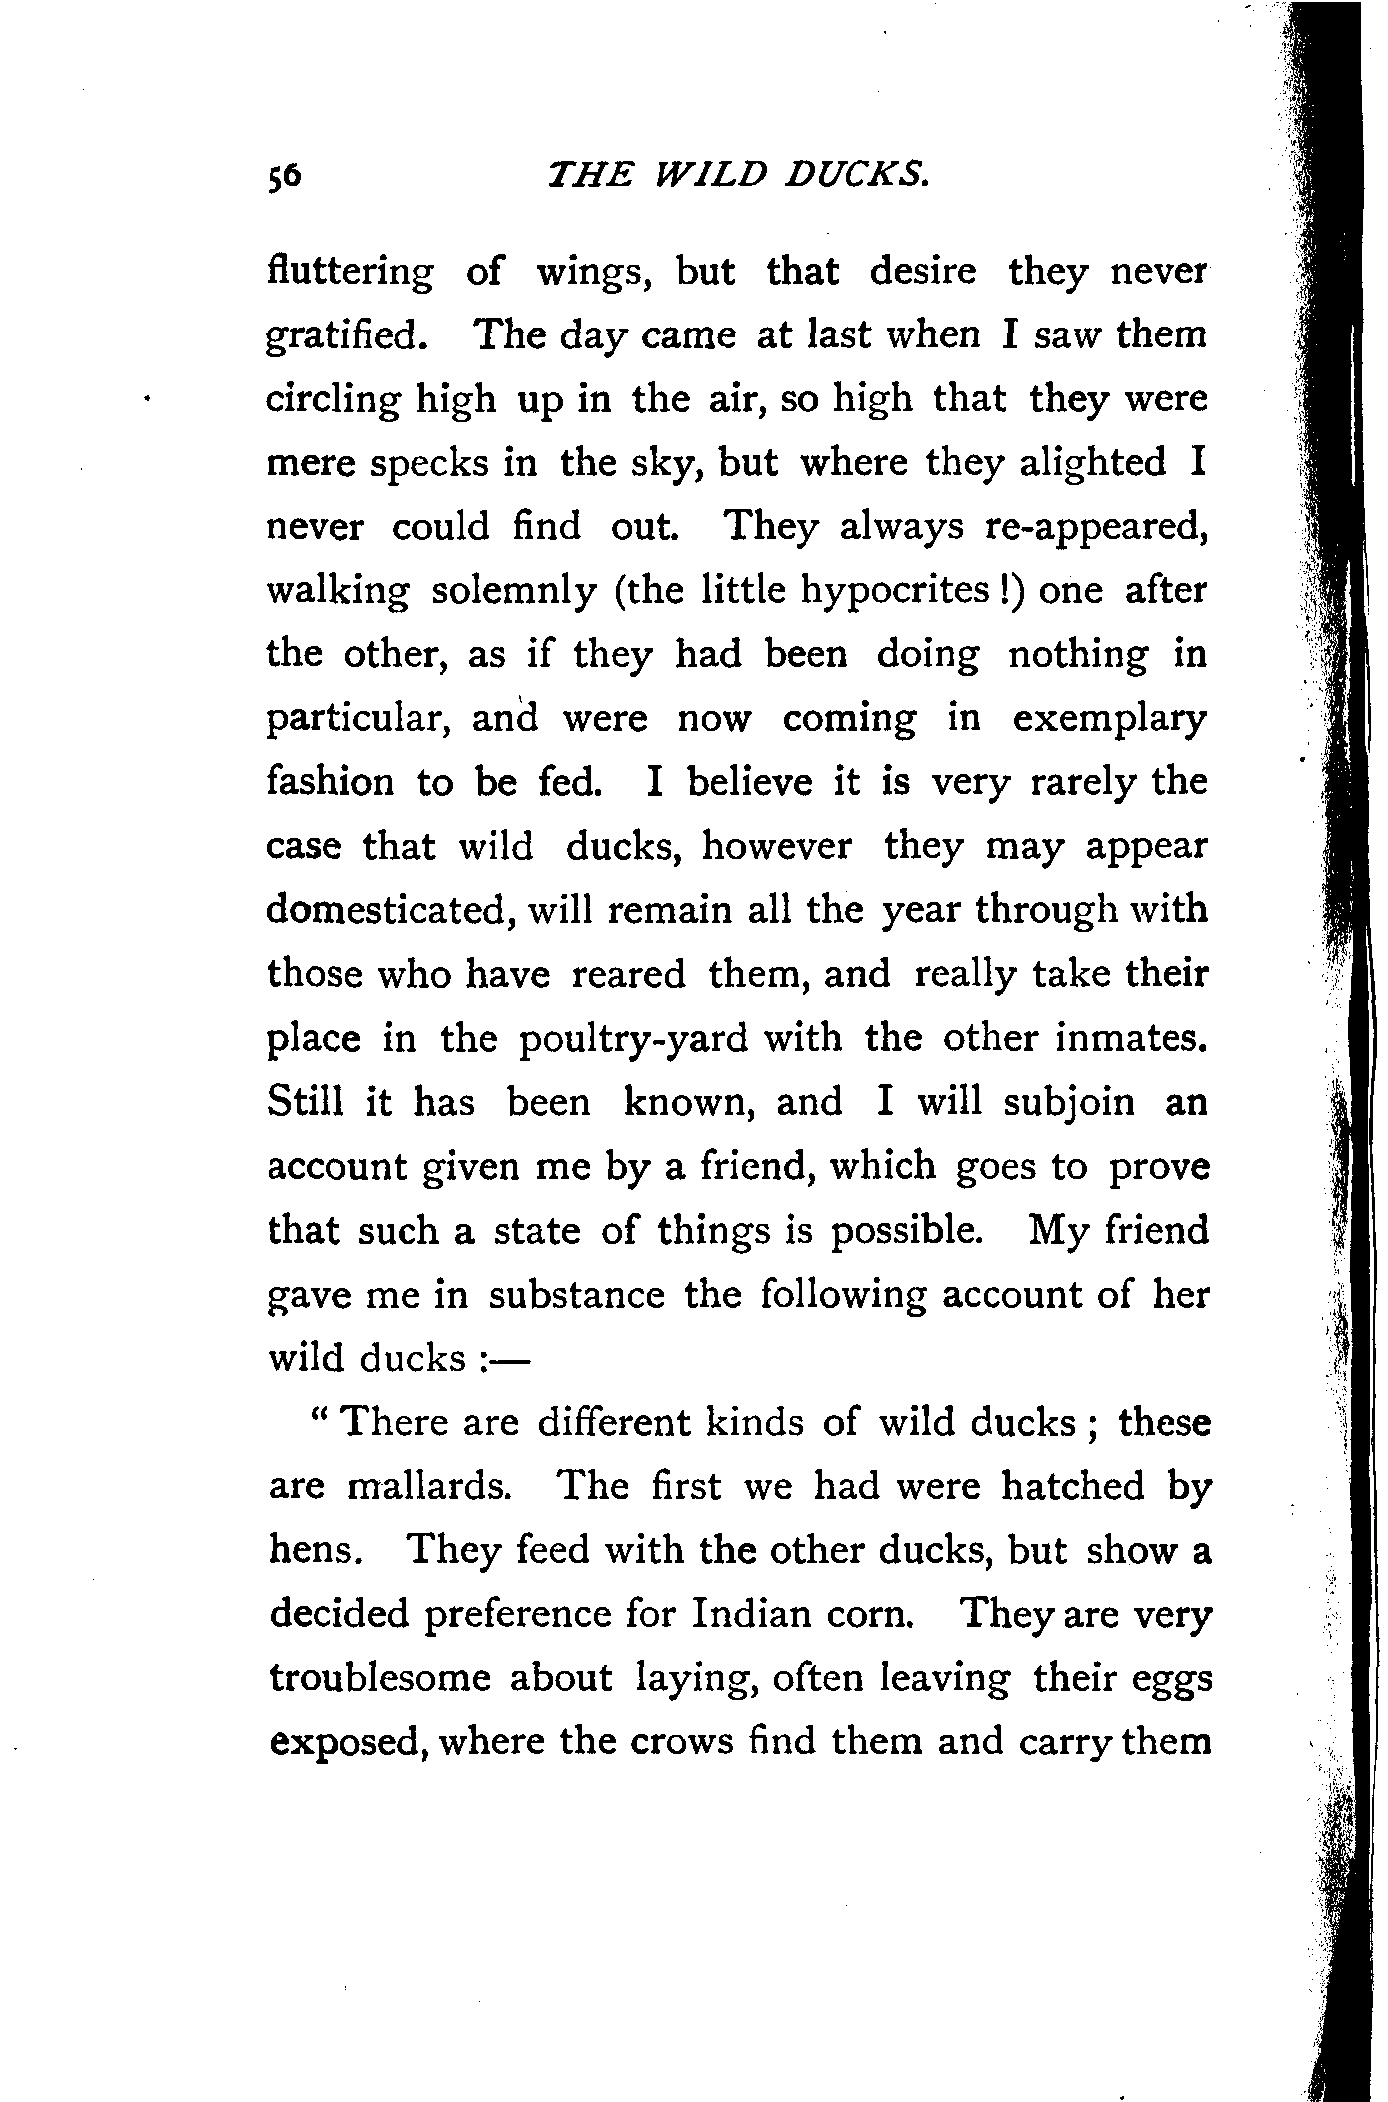 56 THE WILD DUCKS.
fluttering of wings, but that desire they never
gratified. The day came at last when I saw them
circling high up in the air, so high that they were
mere specks in the sky, but where they alighted I
never could find out. They always re-appeared,
walking solemnly (the little hypocrites !) one after
the other, as if they had been doing nothing in
particular, and were now coming in exemplary
fashion to be fed. I believe it is very rarely the
case that wild ducks, however they may appear
domesticated, will remain all the year through with
those who have reared them, and really take their
place in the poultry-yard with the other inmates.
Still it has been known, and I will subjoin an
account given me by a friend, which goes to prove
that such a state of things is possible. My friend
gave me in substance the following account of her
wild ducks :—
“ There are different kinds of wild ducks ; these
are mallards. The first we had were hatched by
hens. They feed with the other ducks, but show a
decided preference for Indian corn. They are very
troublesome about laying, often leaving their eggs
exposed, where the crows find them and carry them